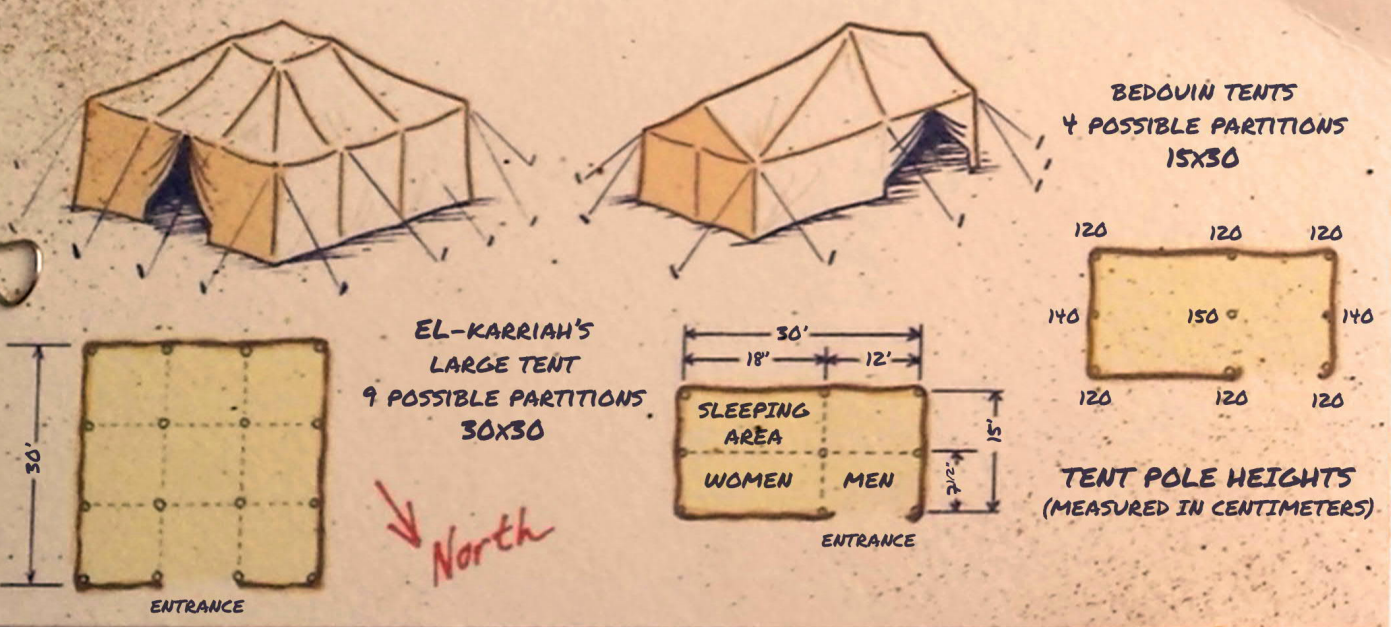 BEDOUIN TENTS
4 POSSIBLE PARTITIONS
15X30
120 120 120
140 150 140
120 120 120
TENT POLE HEIGHTS
(MEASURED IN CENTIMETERS)
EL-KARRIAH'S
LARGE TENT
9 POSSIBLE PARTITIONS
30X30
30'
ENTRANCE
North
30'
18' 12'
SLEEPING
AREA
WOMEN MEN
15'
7 1/2'
ENTRANCE